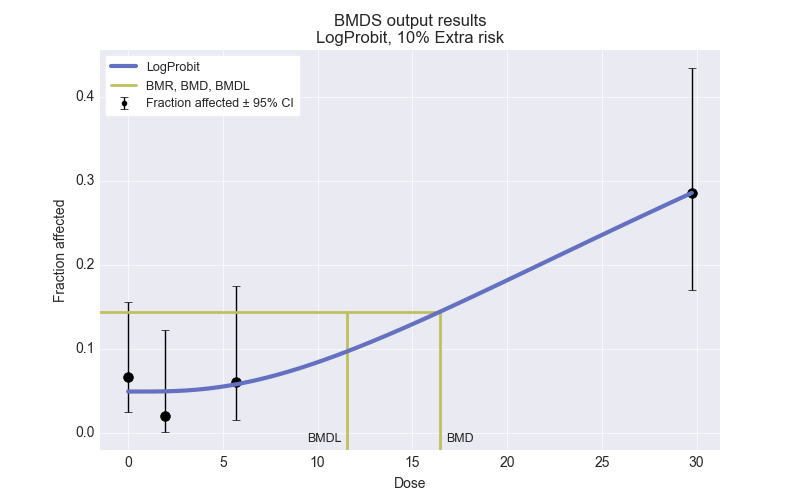 BMDS output results
LogProbit, 10% Extra risk
LogProbit
BMR, BMD, BMDL
Fraction affected ± 95% CI
Fraction affected
0.4
0.3
0.2
0.1
0.0
BMDL
BMD
0
5
10
15
20
25
30
Dose